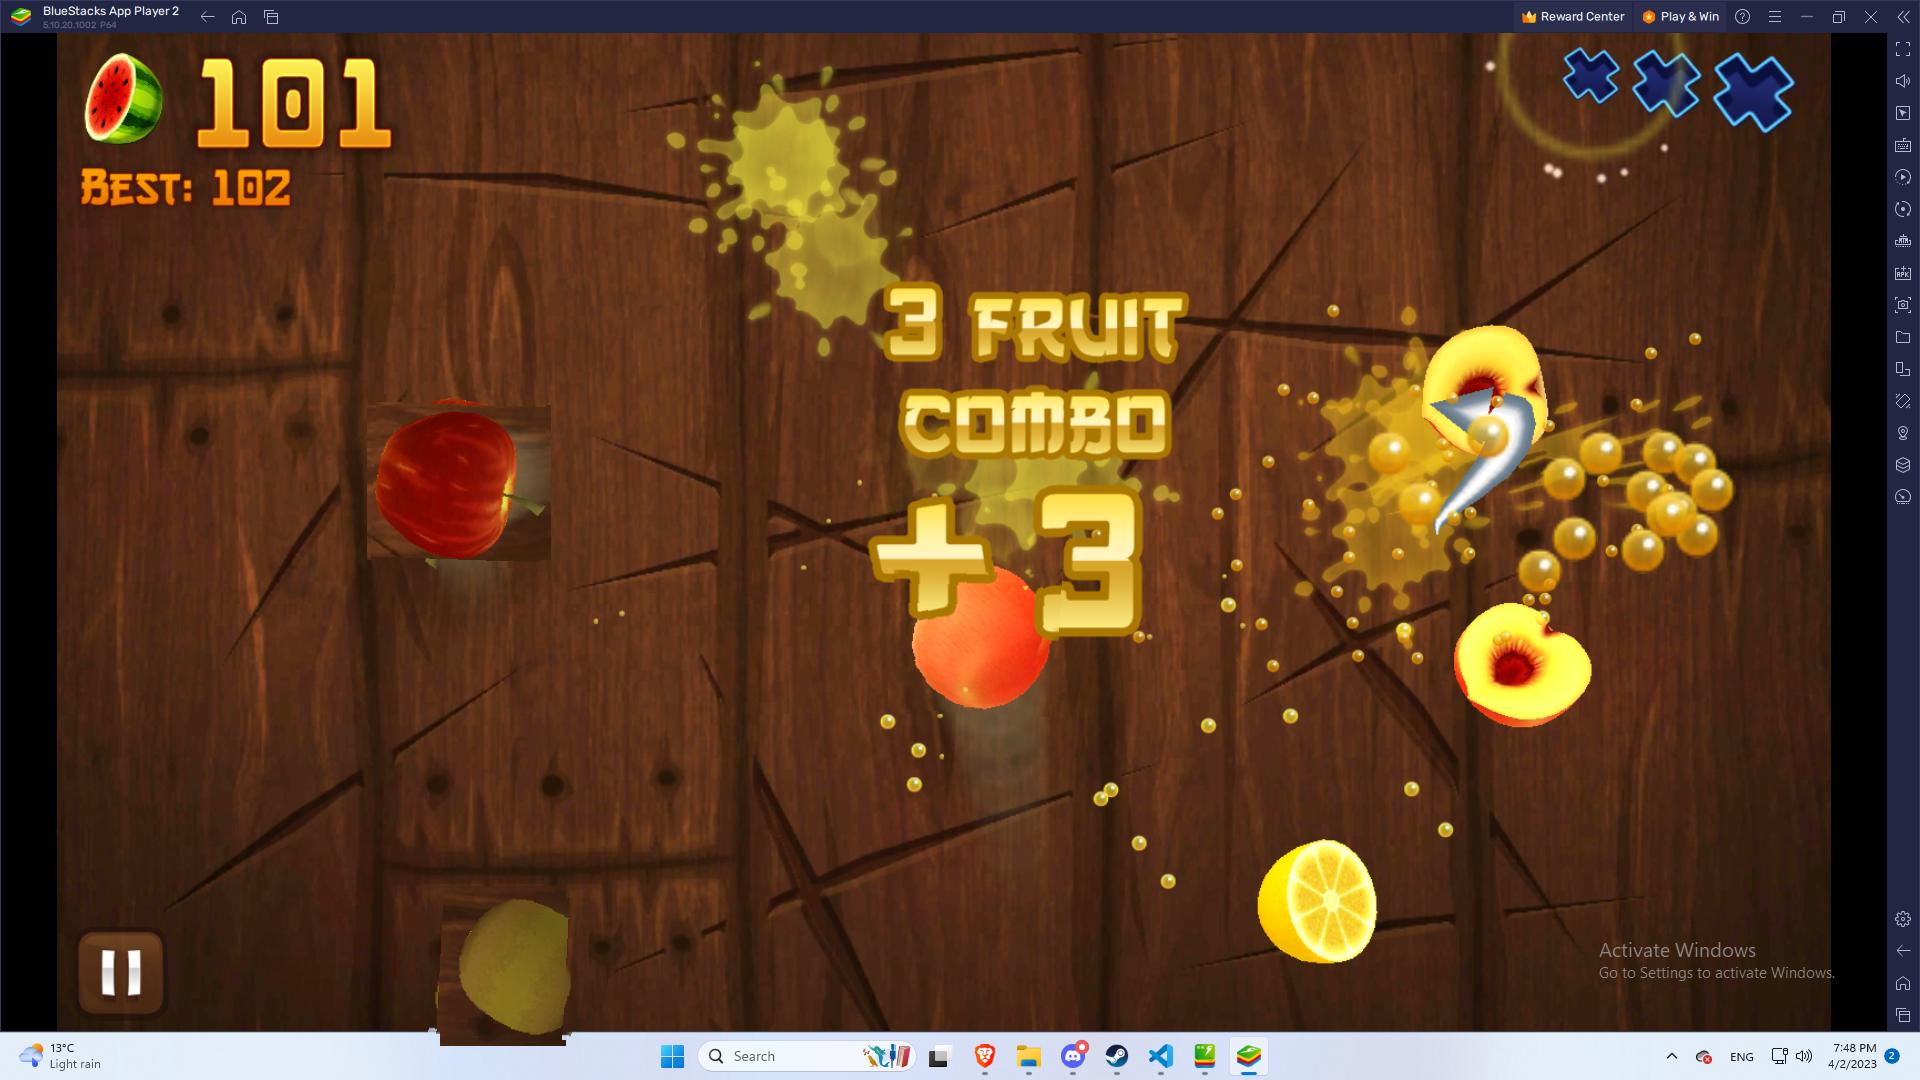 BlueStacks App Player 2
5.10.20.1002 P64
Reward Center
Play & Win
101
BEST: 102
3 FRUIT
COMBO
+3
APK
Activate Windows
Go to Settings to activate Windows.
13°C
Light rain
Search
ENG
7:48 PM
4/2/2023
2